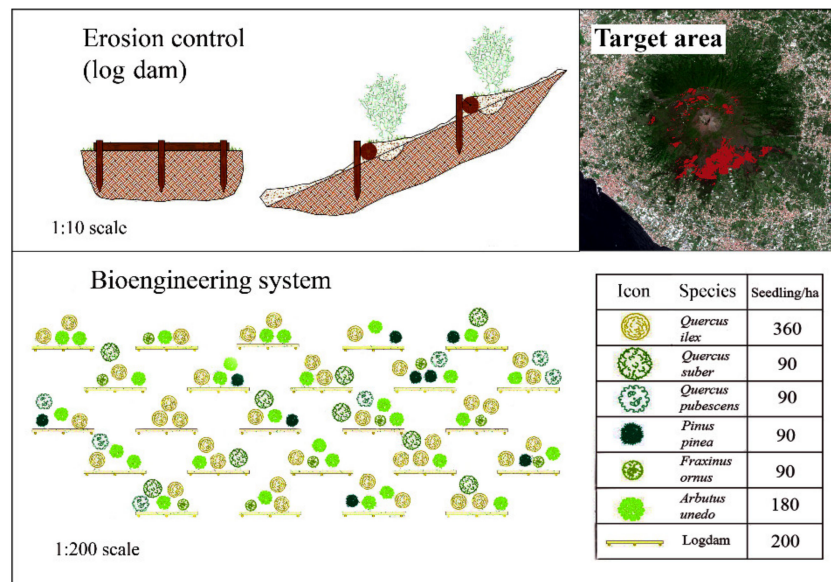 Erosion control
(log dam)
1:10 scale
Target area
Bioengineering system
1:200 scale
Icon Species Seedling/ha
Quercus
ilex 360
Quercus
suber 90
Quercus
pubescens 90
Pinus
pinea 90
Fraxinus
ornus 90
Arbutus
unedo 180
Logdam 200